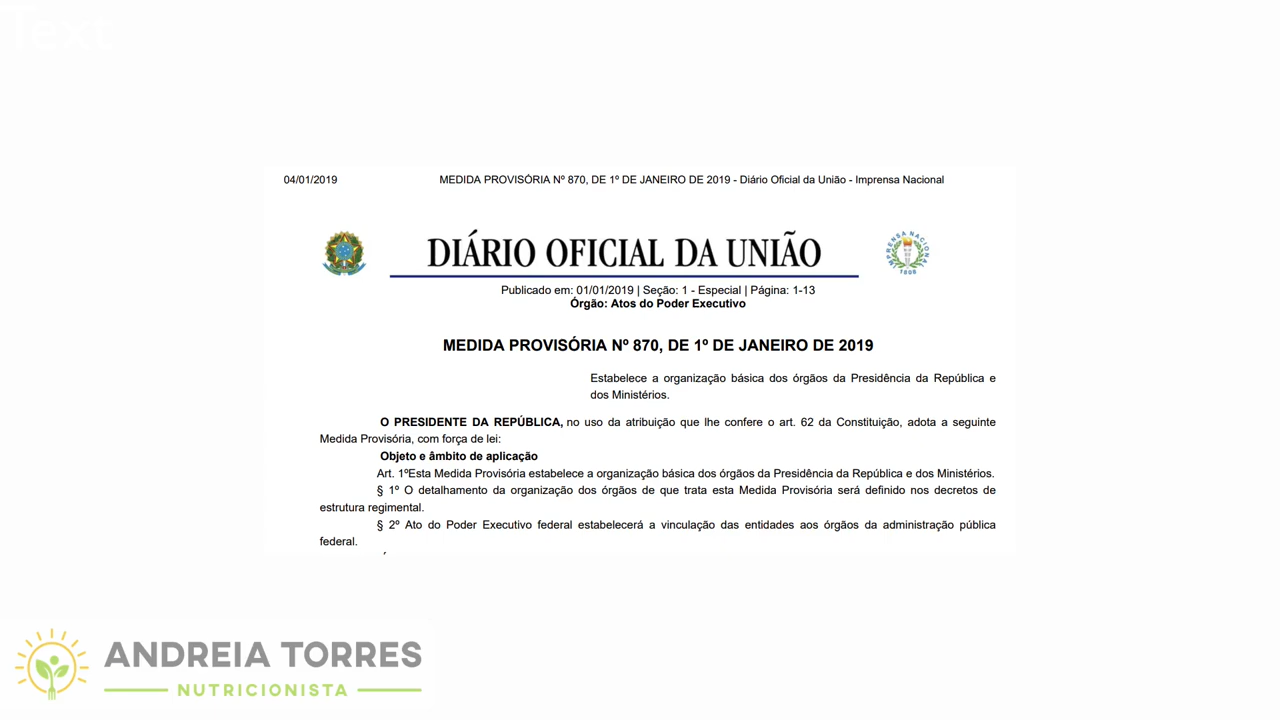 Text
04/01/2019 MEDIDA PROVISÓRIA Nº 870, DE 1º DE JANEIRO DE 2019 - Diário Oficial da União - Imprensa Nacional
DIÁRIO OFICIAL DA UNIÃO
IMPRENSA NACIONAL
1808
Publicado em: 01/01/2019 | Seção: 1 - Especial | Página: 1-13
Órgão: Atos do Poder Executivo
MEDIDA PROVISÓRIA Nº 870, DE 1º DE JANEIRO DE 2019
Estabelece a organização básica dos órgãos da Presidência da República e
dos Ministérios.
O PRESIDENTE DA REPÚBLICA, no uso da atribuição que lhe confere o art. 62 da Constituição, adota a seguinte
Medida Provisória, com força de lei:
Objeto e âmbito de aplicação
Art. 1ºEsta Medida Provisória estabelece a organização básica dos órgãos da Presidência da República e dos Ministérios.
§ 1º O detalhamento da organização dos órgãos de que trata esta Medida Provisória será definido nos decretos de
estrutura regimental.
§ 2º Ato do Poder Executivo federal estabelecerá a vinculação das entidades aos órgãos da administração pública
federal.
ANDREIA TORRES
NUTRICIONISTA